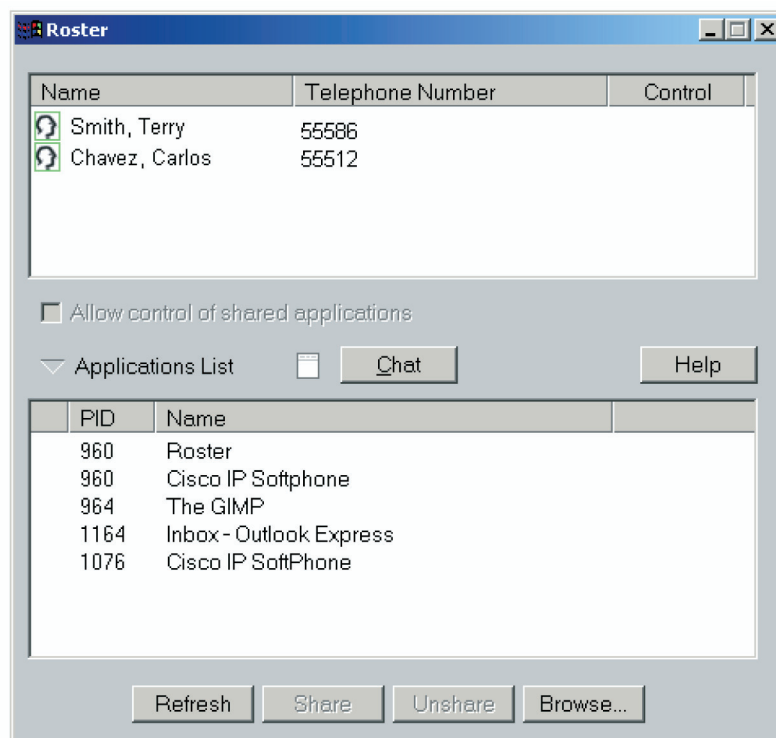 Roster
Name Telephone Number Control
Smith, Terry 55586
Chavez, Carlos 55512
Allow control of shared applications
Applications List Chat Help
PID Name
960 Roster
960 Cisco IP Softphone
964 The GIMP
1164 Inbox - Outlook Express
1076 Cisco IP SoftPhone
Refresh Share Unshare Browse...